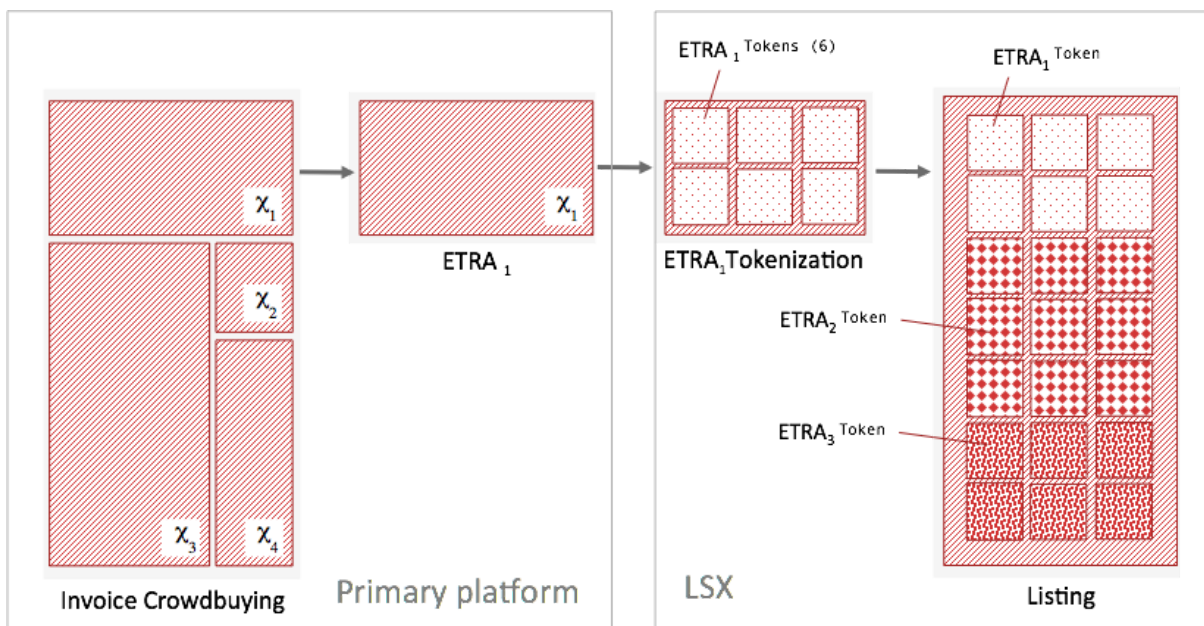 ETRA 1 Tokens (6)
ETRA1 Token
χ1
χ1
ETRA 1
ETRA1Tokenization
χ2
ETRA2 Token
ETRA3 Token
χ3
χ4
Invoice Crowdbuying
Primary platform
LSX
Listing